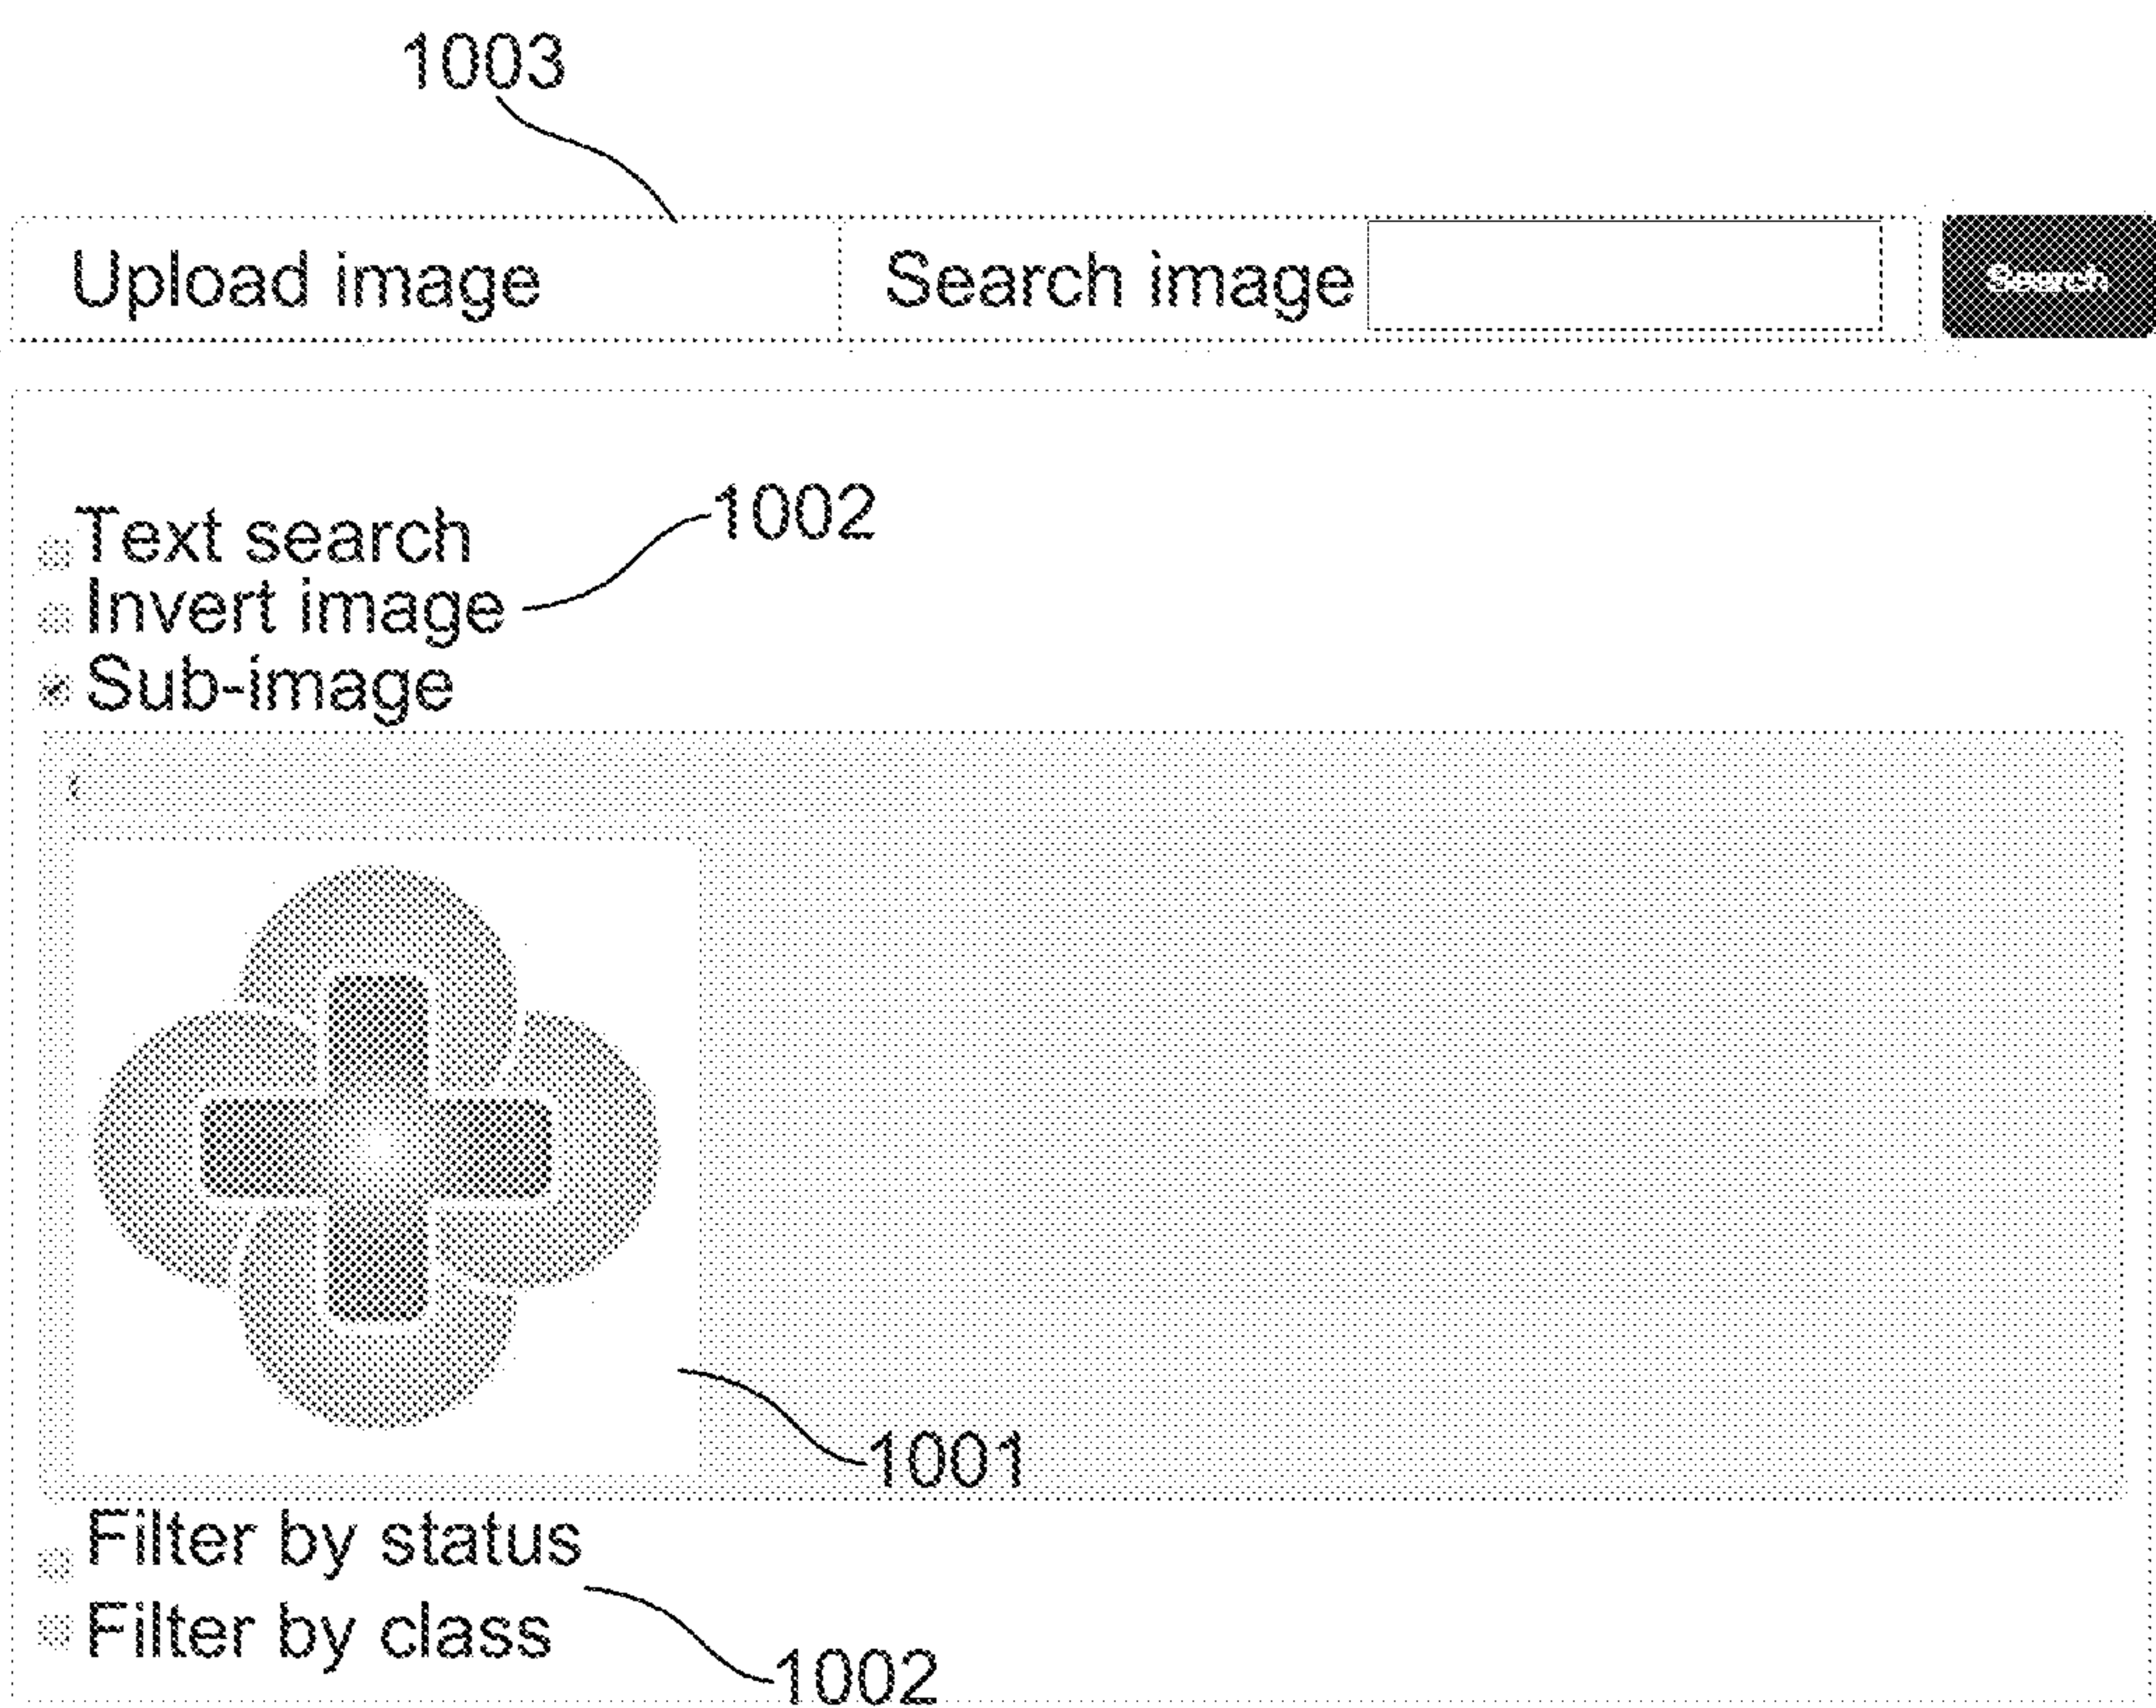 1003
Upload image Search image Search
Text search
1002
Invert image
Sub-image
1001
Filter by status
Filter by class
1002